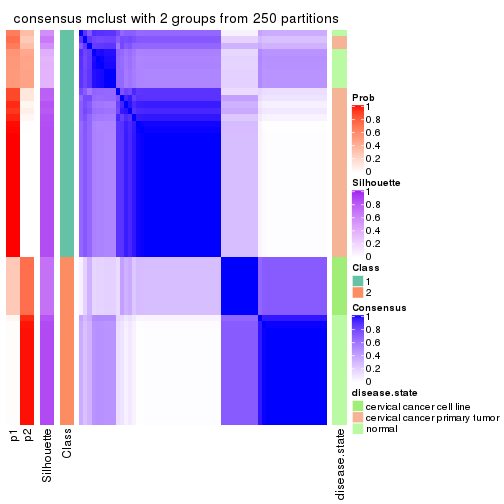 consensus mclust with 2 groups from 250 partitions
Prob
1
0.8
0.6
0.4
0.2
0
Silhouette
1
0.8
0.6
0.4
0.2
0
Class
1
2
Consensus
1
0.8
0.6
0.4
0.2
0
disease.state
cervical cancer cell line
cervical cancer primary tumor
normal
p1
p2
Silhouette
Class
disease.state